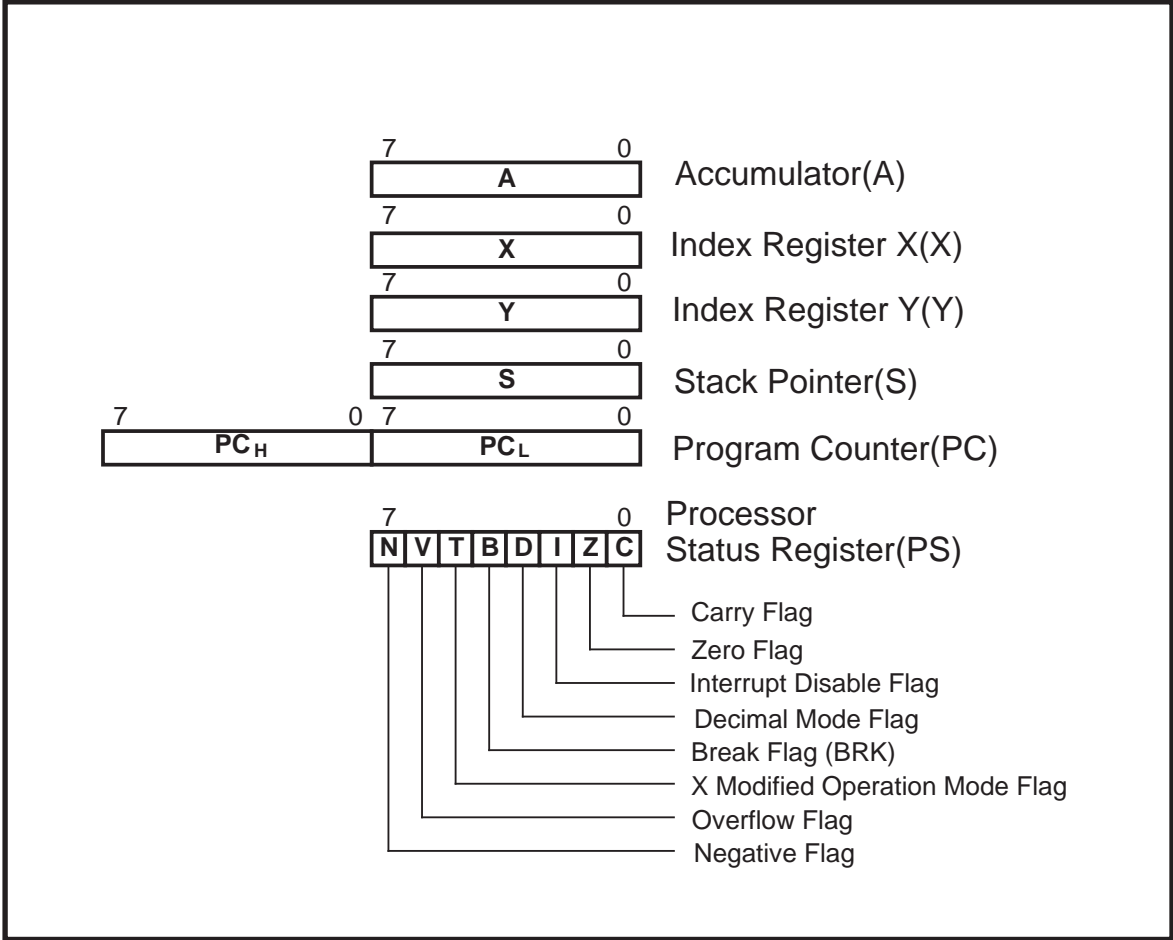 7 0
A Accumulator(A)
7 0
X Index Register X(X)
7 0
Y Index Register Y(Y)
7 0
S Stack Pointer(S)
7 0 7 0
PCH PCL Program Counter(PC)
7 0 Processor
N V T B D I Z C Status Register(PS)
Carry Flag
Zero Flag
Interrupt Disable Flag
Decimal Mode Flag
Break Flag (BRK)
X Modified Operation Mode Flag
Overflow Flag
Negative Flag